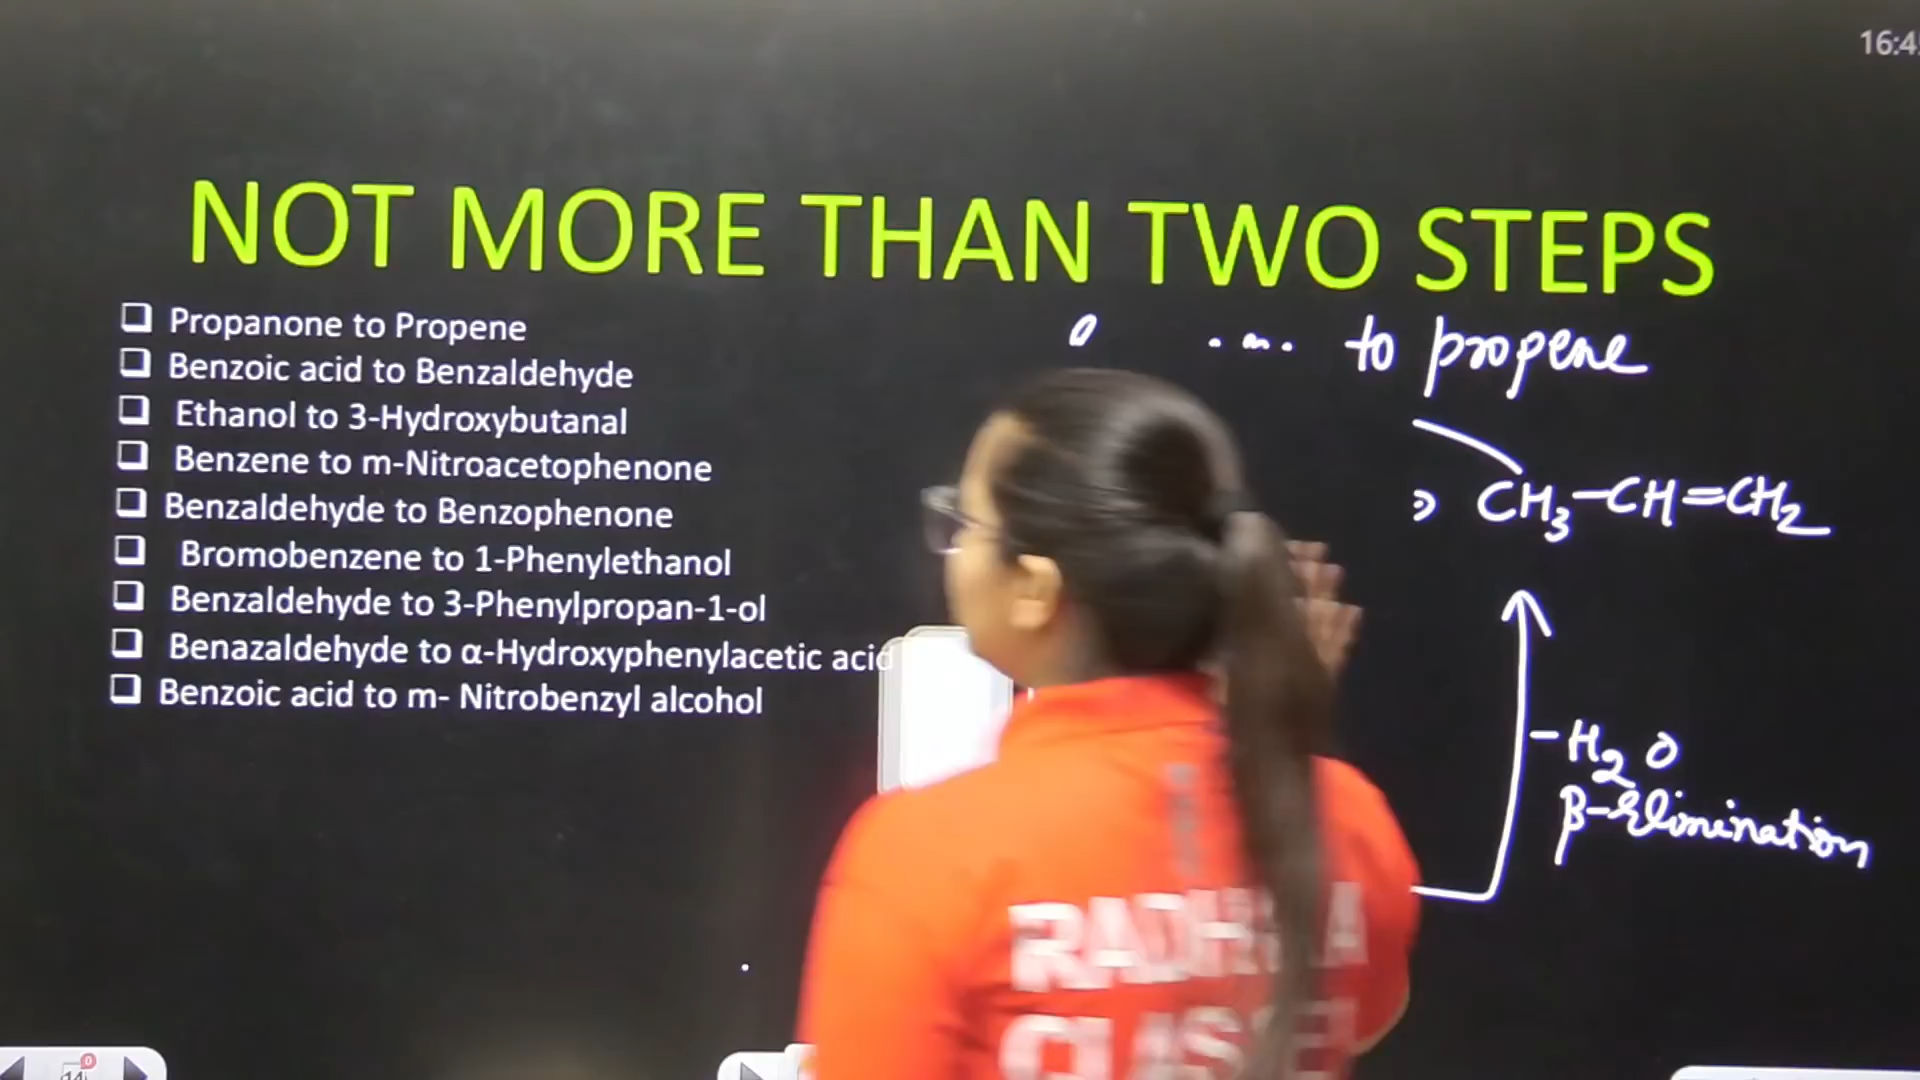 16:4
NOT MORE THAN TWO STEPS
❑ Propanone to Propene
❑ Benzoic acid to Benzaldehyde
❑ Ethanol to 3-Hydroxybutanal
❑ Benzene to m-Nitroacetophenone
❑ Benzaldehyde to Benzophenone
❑ Bromobenzene to 1-Phenylethanol
❑ Benzaldehyde to 3-Phenylpropan-1-ol
❑ Benazaldehyde to α-Hydroxyphenylacetic acid
❑ Benzoic acid to m- Nitrobenzyl alcohol
to propene
CH₃-CH=CH₂
-H₂O
β-Elimination
14
0